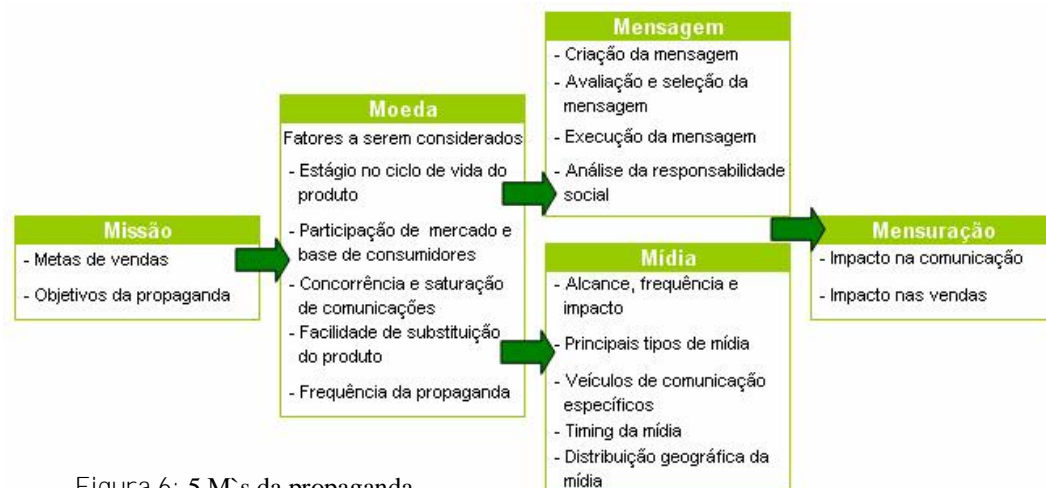 Missão
- Metas de vendas
- Objetivos da propaganda
Moeda
Fatores a serem considerados
- Estágio no ciclo de vida do
produto
- Participação de mercado e
base de consumidores
- Concorrência e saturação
de comunicações
- Facilidade de substituição
do produto
- Frequência da propaganda
Mensagem
- Criação da mensagem
- Avaliação e seleção da
mensagem
- Execução da mensagem
- Análise da responsabilidade
social
Mídia
- Alcance, frequência e
impacto
- Principais tipos de mídia
- Veículos de comunicação
específicos
- Timing da mídia
- Distribuição geográfica da
mídia
Mensuração
- Impacto na comunicação
- Impacto nas vendas
Figura 6: 5 M`s da propaganda